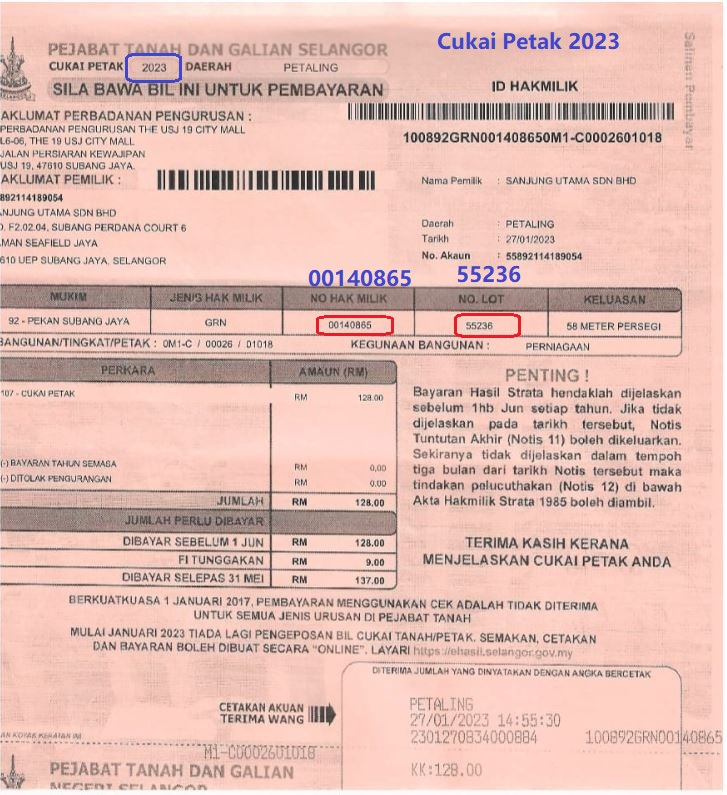 Cukai Petak 2023
PEJABAT TANAH DAN GALIAN SELANGOR
CUKAI PETAK 2023 DAERAH PETALING
SILA BAWA BIL INI UNTUK PEMBAYARAN
ID HAKMILIK
Salinan Pembayar
AKLUMAT PERBADANAN PENGURUSAN :
PERBADANAN PENGURUSAN THE USJ 19 CITY MALL
L6-06, THE 19 USJ CITY MALL
JALAN PERSIARAN KEWAJIPAN
USJ 19, 47610 SUBANG JAYA.
100892GRN001408650M1-C0002601018
AKLUMAT PEMILIK :
5892114189054
ANJUNG UTAMA SDN BHD
O. F2.02.04, SUBANG PERDANA COURT 6
AMAN SEAFIELD JAYA
610 UEP SUBANG JAYA, SELANGOR
Nama Pemilik : SANJUNG UTAMA SDN BHD
Daerah : PETALING
Tarikh : 27/01/2023
No. Akaun : 55892114189054
00140865 55236
MUKIM JENIS HAK MILIK NO HAK MILIK NO. LOT KELUASAN
92 - PEKAN SUBANG JAYA GRN 00140865 55236 58 METER PERSEGI
BANGUNAN/TINGKAT/PETAK : 0M1-C / 00026 / 01018 KEGUNAAN BANGUNAN : PERNIAGAAN
PERKARA AMAUN (RM)
107 - CUKAI PETAK RM 128.00
(-) BAYARAN TAHUN SEMASA RM 0.00
(-) DITOLAK PENGURANGAN RM 0.00
JUMLAH RM 128.00
JUMLAH PERLU DIBAYAR
DIBAYAR SEBELUM 1 JUN RM 128.00
FI TUNGGAKAN RM 9.00
DIBAYAR SELEPAS 31 MEI RM 137.00
PENTING !
Bayaran Hasil Strata hendaklah dijelaskan
sebelum 1hb Jun setiap tahun. Jika tidak
dijelaskan pada tarikh tersebut, Notis
Tuntutan Akhir (Notis 11) boleh dikeluarkan.
Sekiranya tidak dijelaskan dalam tempoh
tiga bulan dari tarikh Notis tersebut maka
tindakan pelucuthakan (Notis 12) di bawah
Akta Hakmilik Strata 1985 boleh diambil.
TERIMA KASIH KERANA
MENJELASKAN CUKAI PETAK ANDA
BERKUATKUASA 1 JANUARI 2017, PEMBAYARAN MENGGUNAKAN CEK ADALAH TIDAK DITERIMA
UNTUK SEMUA JENIS URUSAN DI PEJABAT TANAH
MULAI JANUARI 2023 TIADA LAGI PENGEPOSAN BIL CUKAI TANAH/PETAK. SEMAKAN, CETAKAN
DAN BAYARAN BOLEH DIBUAT SECARA "ONLINE". LAYARI https://ehasil.selangor.gov.my
DITERIMA JUMLAH YANG DINYATAKAN DENGAN ANGKA BERCETAK
CETAKAN AKUAN
TERIMA WANG
PETALING
27/01/2023 14:55:30
2301270834000884 100892GRN00140865
KK:128.00
AN KOYAK KERATAN INI
M1-C0002601018
PEJABAT TANAH DAN GALIAN
NEGERI SELANGOR